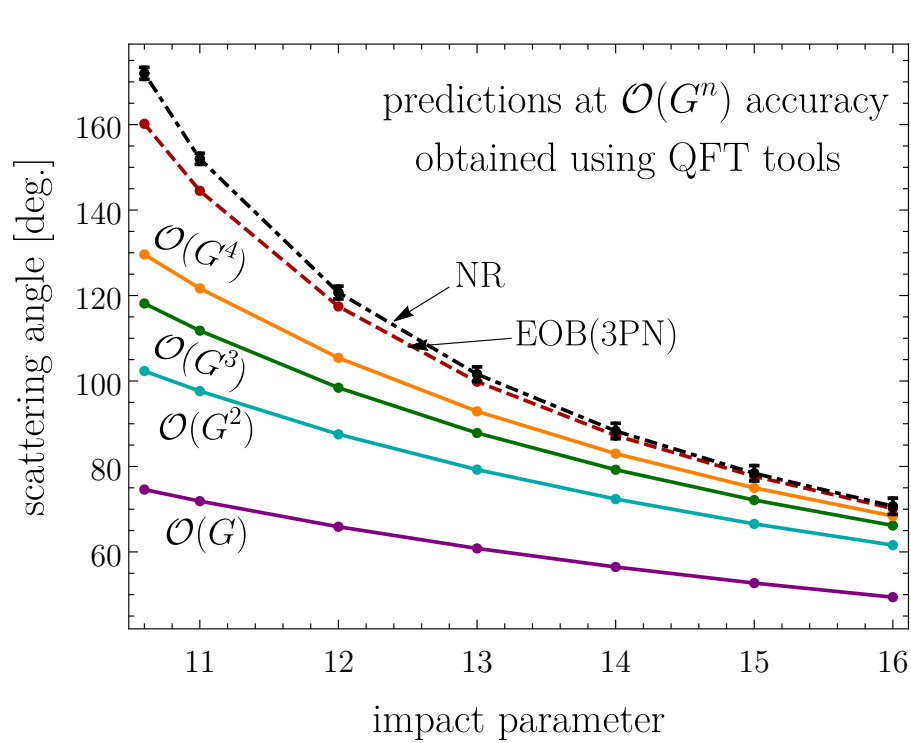 predictions at 𝒪(Gⁿ) accuracy
obtained using QFT tools
scattering angle [deg.]
160
140
120
100
80
60
𝒪(G⁴)
𝒪(G³)
𝒪(G²)
𝒪(G)
NR
EOB(3PN)
11 12 13 14 15 16
impact parameter